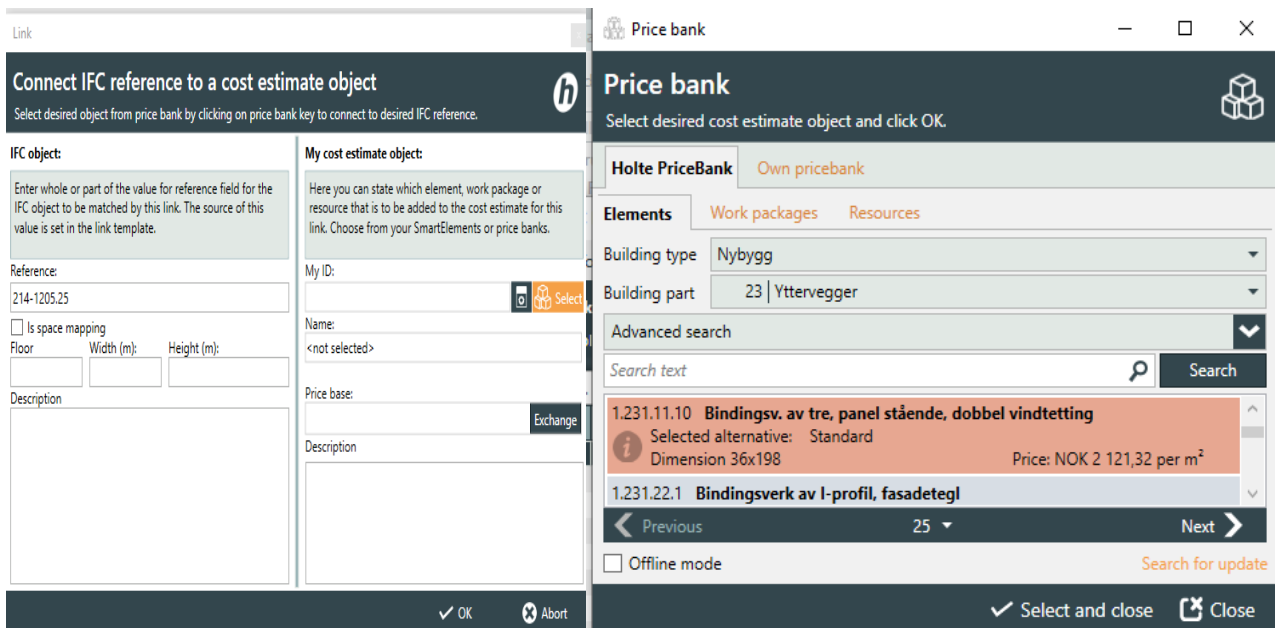 Link
Connect IFC reference to a cost estimate object
Select desired object from price bank by clicking on price bank key to connect to desired IFC reference.
IFC object:
Enter whole or part of the value for reference field for the
IFC object to be matched by this link. The source of this
value is set in the link template.
Reference:
214-1205.25
Is space mapping
Floor Width (m): Height (m):
Description
My cost estimate object:
Here you can state which element, work package or
resource that is to be added to the cost estimate for this
link. Choose from your SmartElements or price banks.
My ID:
Select
Name:
<not selected>
Price base:
Exchange
Description
OK Abort
Price bank
Price bank
Select desired cost estimate object and click OK.
Holte PriceBank Own pricebank
Elements Work packages Resources
Building type Nybygg
Building part 23 | Yttervegger
Advanced search
Search text Search
1.231.11.10 Bindingsv. av tre, panel stående, dobbel vindtetting
Selected alternative: Standard
Dimension 36x198 Price: NOK 2 121,32 per m²
1.231.22.1 Bindingsverk av I-profil, fasadetegl
Previous 25 Next
Offline mode Search for update
Select and close Close